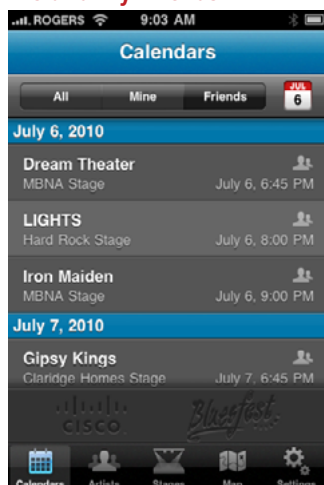 ROGERS 9:03 AM
Calendars
All Mine Friends JUL 6
July 6, 2010
Dream Theater
MBNA Stage July 6, 6:45 PM
LIGHTS
Hard Rock Stage July 6, 8:00 PM
Iron Maiden
MBNA Stage July 6, 9:00 PM
July 7, 2010
Gipsy Kings
Claridge Homes Stage July 7, 6:45 PM
CISCO Bluesfest
Calendars Artists Stages Map Settings